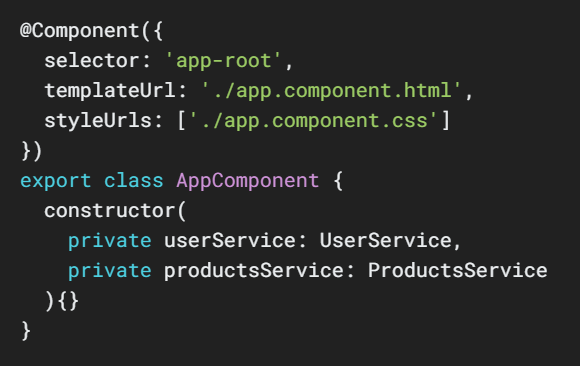 @Component({
  selector: 'app-root',
  templateUrl: './app.component.html',
  styleUrls: ['./app.component.css']
})
export class AppComponent {
  constructor(
    private userService: UserService,
    private productsService: ProductsService
  ){}
}